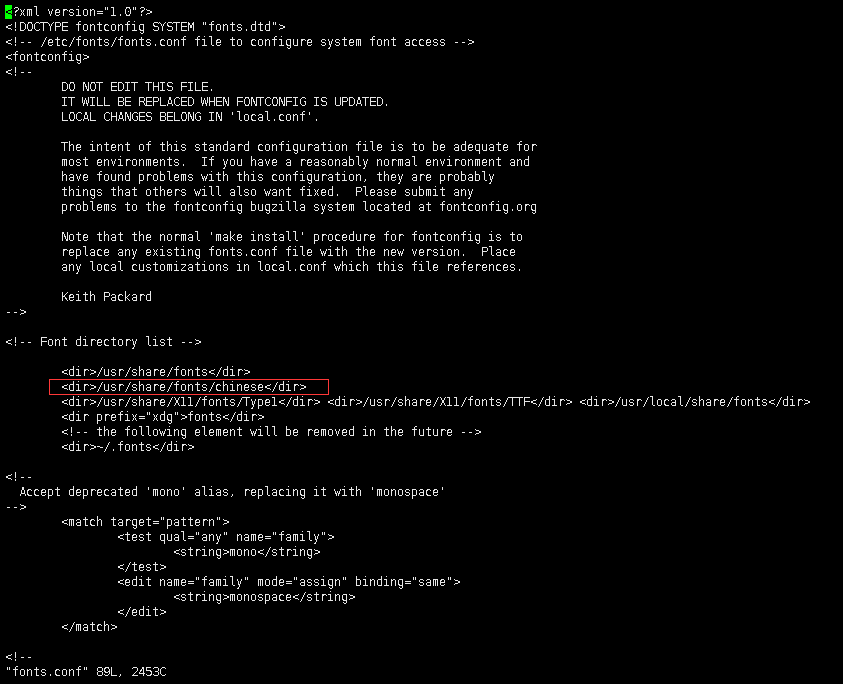 <?xml version="1.0"?>
<!DOCTYPE fontconfig SYSTEM "fonts.dtd">
<!-- /etc/fonts/fonts.conf file to configure system font access -->
<fontconfig>
<!--
DO NOT EDIT THIS FILE.
IT WILL BE REPLACED WHEN FONTCONFIG IS UPDATED.
LOCAL CHANGES BELONG IN 'local.conf'.
The intent of this standard configuration file is to be adequate for
most environments.  If you have a reasonably normal environment and
have found problems with this configuration, they are probably
things that others will also want fixed.  Please submit any
problems to the fontconfig bugzilla system located at fontconfig.org
Note that the normal 'make install' procedure for fontconfig is to
replace any existing fonts.conf file with the new version.  Place
any local customizations in local.conf which this file references.
Keith Packard
-->
<!-- Font directory list -->
<dir>/usr/share/fonts</dir>
<dir>/usr/share/fonts/chinese</dir>
<dir>/usr/share/X11/fonts/Type1</dir> <dir>/usr/share/X11/fonts/TTF</dir> <dir>/usr/local/share/fonts</dir>
<dir prefix="xdg">fonts</dir>
<!-- the following element will be removed in the future -->
<dir>~/.fonts</dir>
<!--
Accept deprecated 'mono' alias, replacing it with 'monospace'
-->
<match target="pattern">
<test qual="any" name="family">
<string>mono</string>
</test>
<edit name="family" mode="assign" binding="same">
<string>monospace</string>
</edit>
</match>
<!--
"fonts.conf" 89L, 2453C